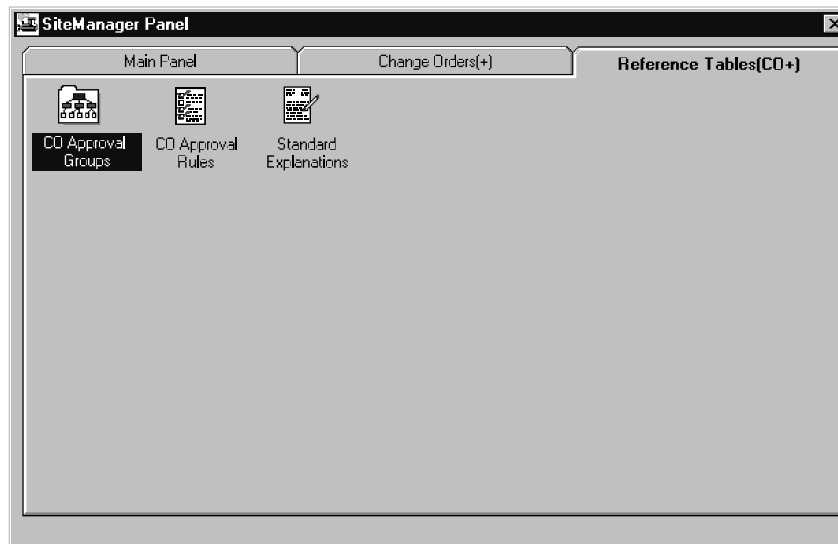 SiteManager Panel
Main Panel
Change Orders(+)
Reference Tables(CO+)
CO Approval
Groups
CO Approval
Rules
Standard
Explanations